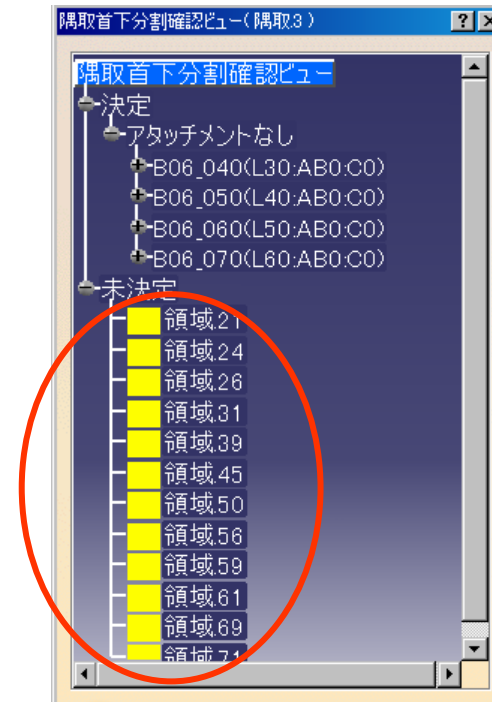 隅取首下分割確認ビュー(隅取.3)
隅取首下分割確認ビュー
決定
アタッチメントなし
B06_040(L30:AB0:C0)
B06_050(L40:AB0:C0)
B06_060(L50:AB0:C0)
B06_070(L60:AB0:C0)
未決定
領域.21
領域.24
領域.26
領域.31
領域.39
領域.45
領域.50
領域.56
領域.59
領域.61
領域.69
領域.71